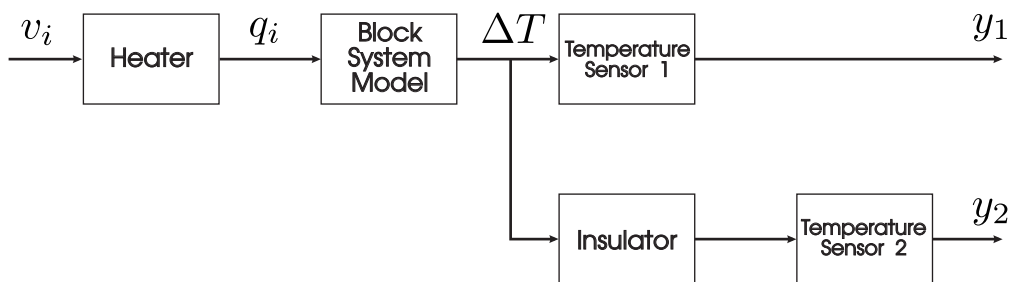 v_i
Heater
q_i
Block
System
Model
ΔT
Temperature
Sensor 1
y_1
Insulator
Temperature
Sensor 2
y_2